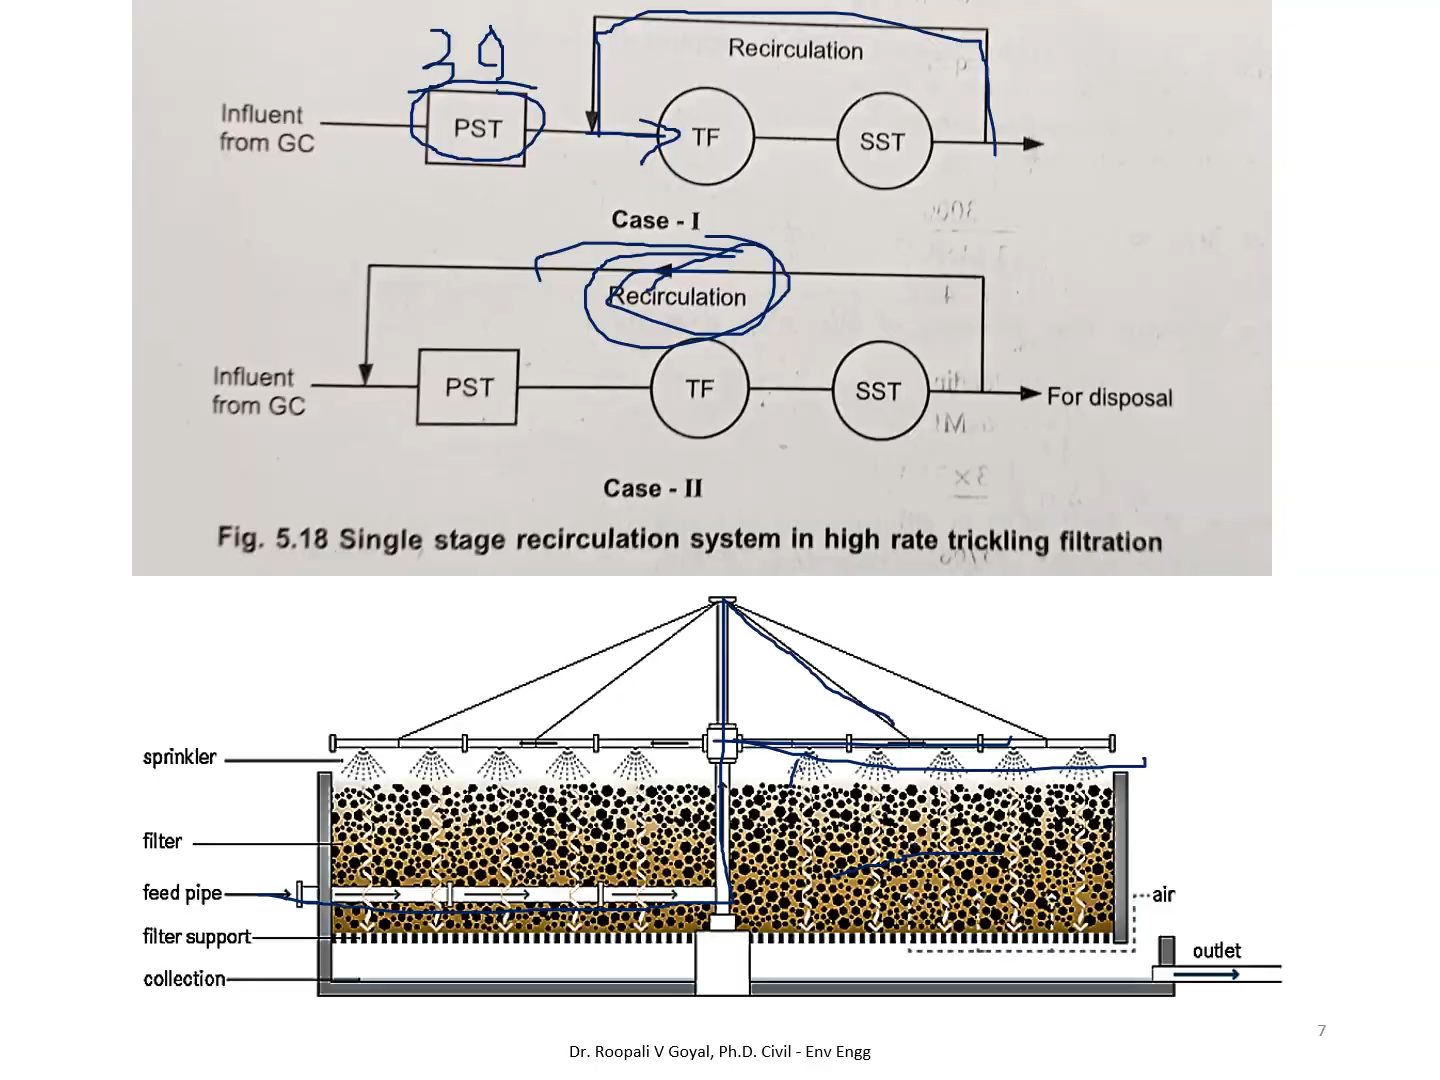 Recirculation
Influent
from GC
PST
TF
SST
Case - I
Recirculation
Influent
from GC
PST
TF
SST
For disposal
Case - II
Fig. 5.18 Single stage recirculation system in high rate trickling filtration
sprinkler
filter
feed pipe
filter support
collection
air
outlet
7
Dr. Roopali V Goyal, Ph.D. Civil - Env Engg